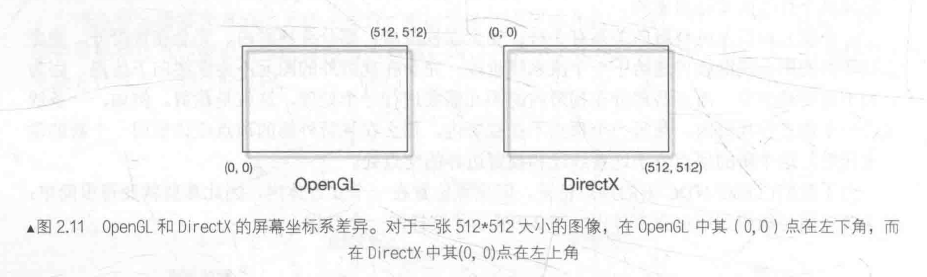 (512, 512)
(0, 0)
(0, 0)
OpenGL
(512, 512)
DirectX
▲图 2.11 OpenGL 和 DirectX 的屏幕坐标系差异。对于一张 512*512 大小的图像，在 OpenGL 中其（0, 0）点在左下角，而
在 DirectX 中其(0, 0)点在左上角